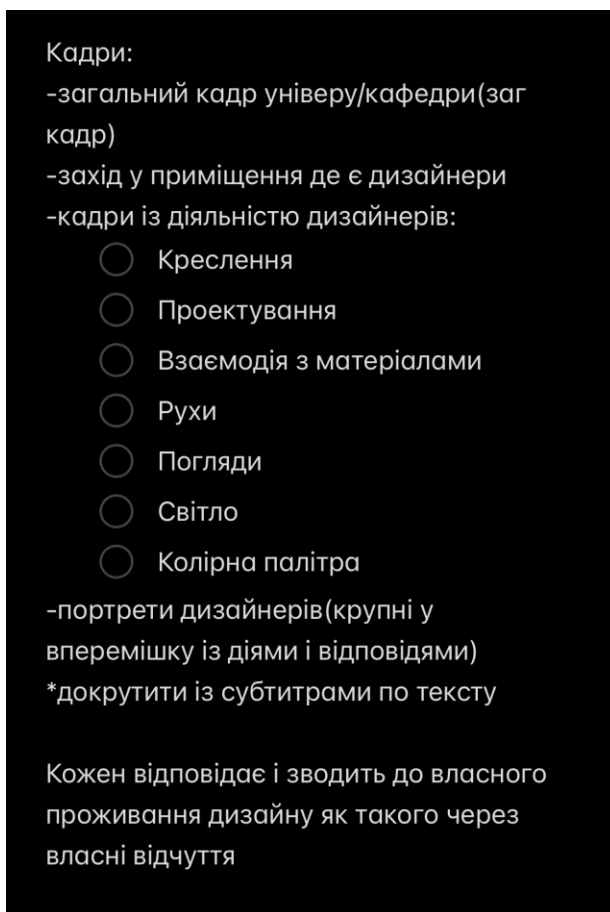 Кадри:
-загальний кадр універу/кафедри(заг
кадр)
-захід у приміщення де є дизайнери
-кадри із діяльністю дизайнерів:
Креслення
Проектування
Взаємодія з матеріалами
Рухи
Погляди
Світло
Колірна палітра
-портрети дизайнерів(крупні у
вперемішку із діями і відповідями)
*докрутити із субтитрами по тексту
Кожен відповідає і зводить до власного
проживання дизайну як такого через
власні відчуття